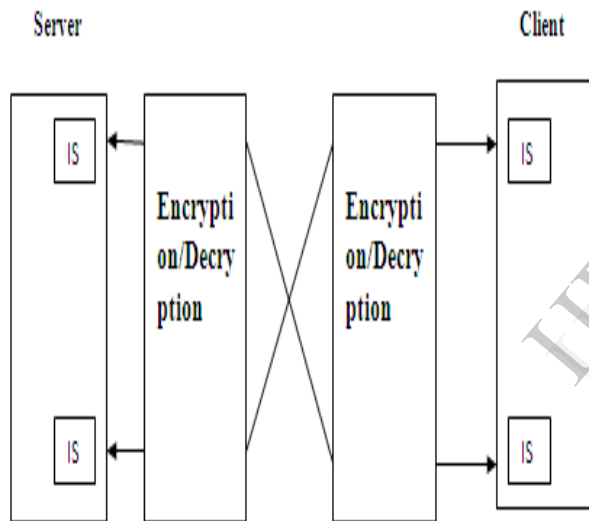 Server
Client
IS
IS
Encrypti
on/Decry
ption
Encrypti
on/Decry
ption
IS
IS